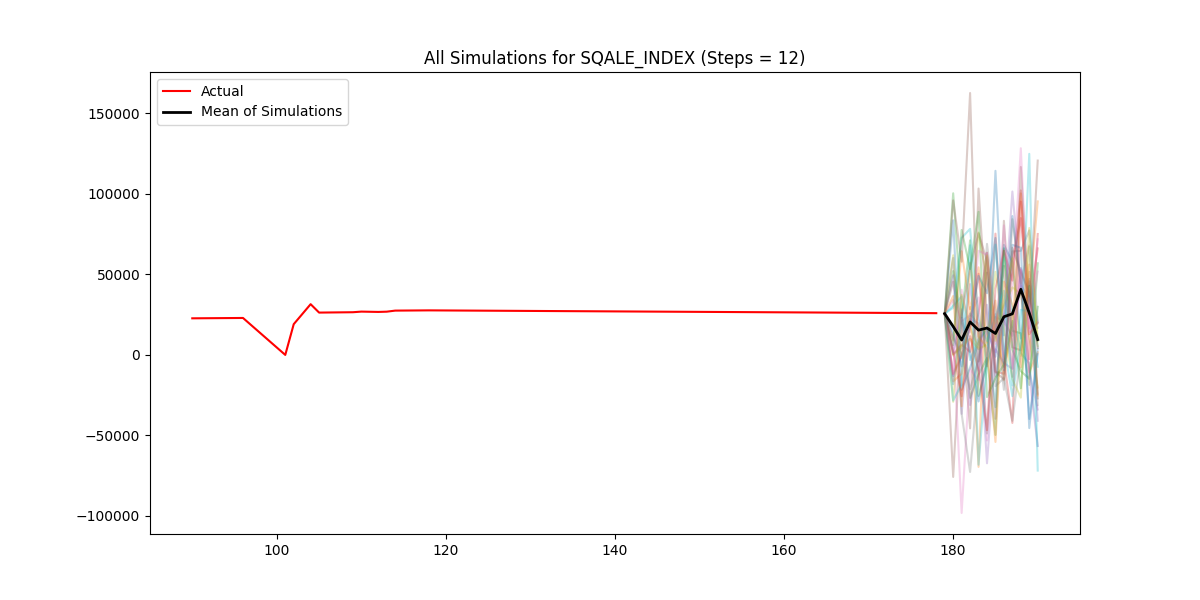 All Simulations for SQALE_INDEX (Steps = 12)
Actual
Mean of Simulations
150000
100000
50000
0
−50000
−100000
100 120 140 160 180